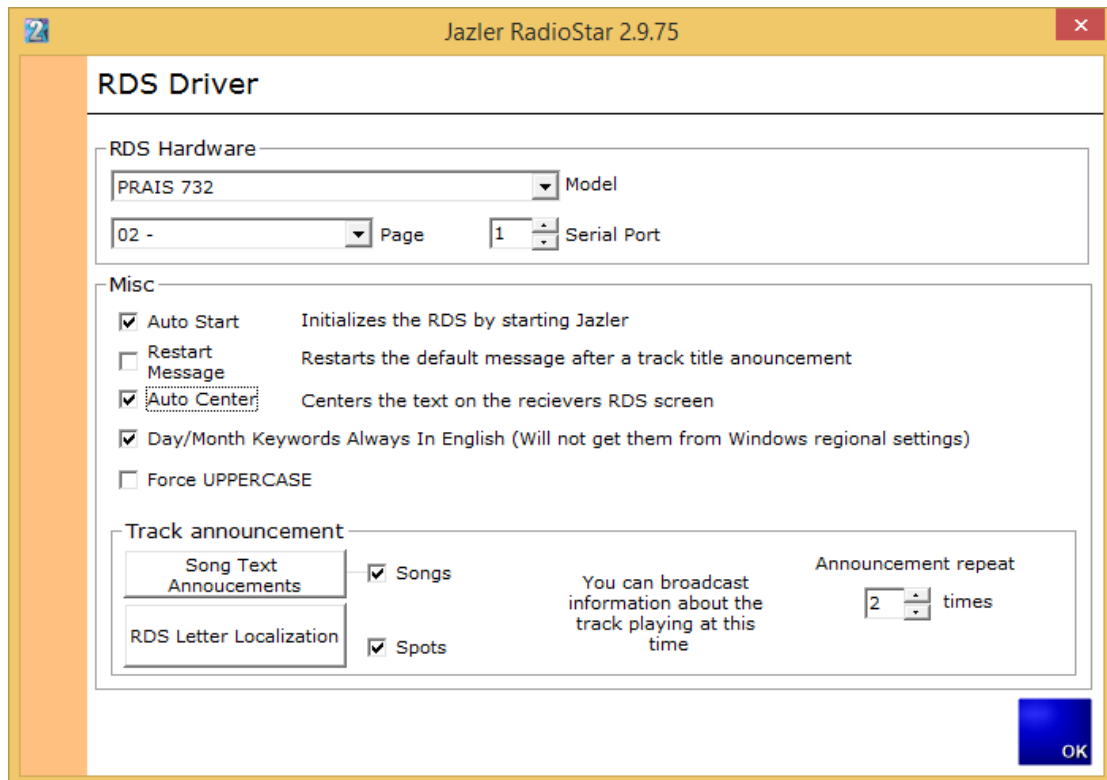 Jazler RadioStar 2.9.75
RDS Driver
RDS Hardware
PRAIS 732 Model
02 - Page 1 Serial Port
Misc
Auto Start Initializes the RDS by starting Jazler
Restart
Message Restarts the default message after a track title anouncement
Auto Center Centers the text on the recievers RDS screen
Day/Month Keywords Always In English (Will not get them from Windows regional settings)
Force UPPERCASE
Track announcement
Song Text
Annoucements
Songs
RDS Letter Localization
Spots
You can broadcast
information about the
track playing at this
time
Announcement repeat
2 times
OK